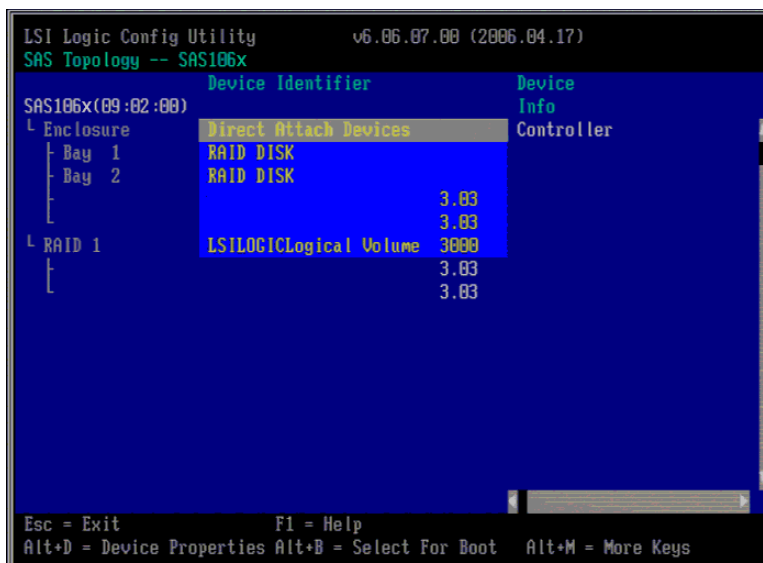 LSI Logic Config Utility v6.06.07.00 (2006.04.17)
SAS Topology -- SAS106x
Device Identifier Device
SAS106x(09:02:00) Info
Enclosure Direct Attach Devices Controller
Bay 1 RAID DISK
Bay 2 RAID DISK
3.03
3.03
RAID 1 LSILOGICLogical Volume 3000
3.03
3.03
Esc = Exit F1 = Help
Alt+D = Device Properties Alt+B = Select For Boot Alt+M = More Keys